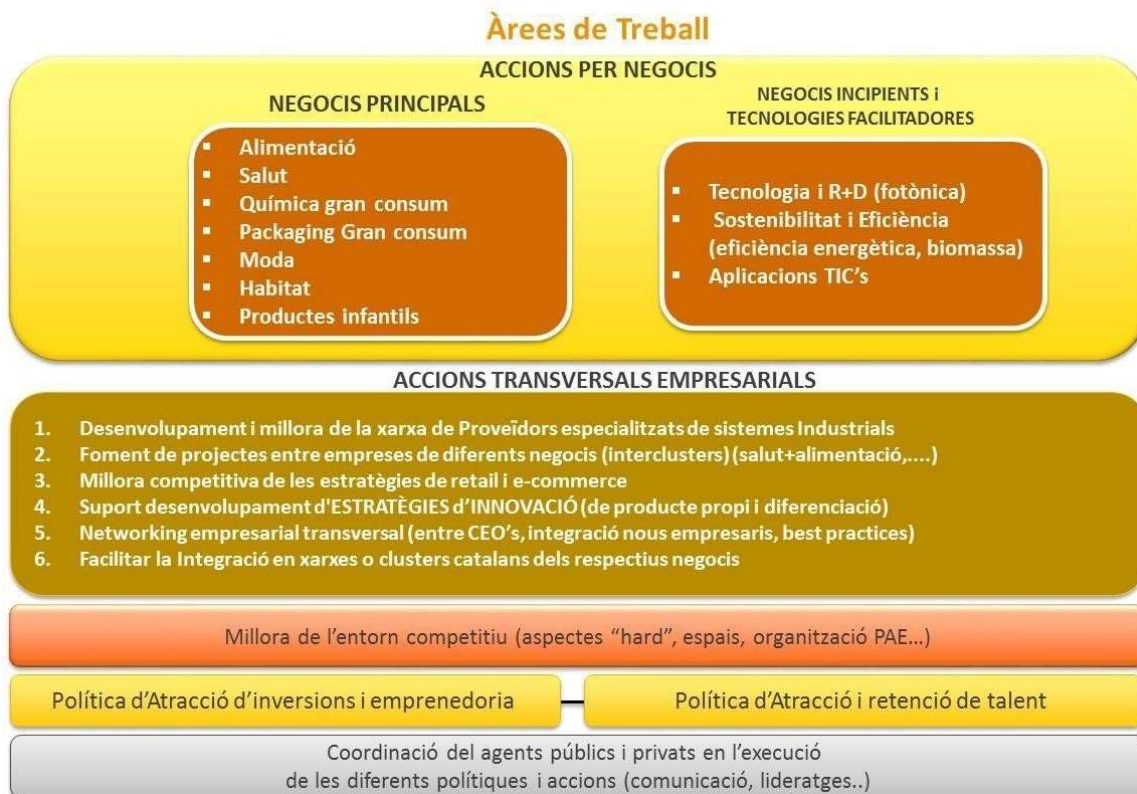 Àrees de Treball
ACCIONS PER NEGOCIS
NEGOCIS PRINCIPALS
▪ Alimentació
▪ Salut
▪ Química gran consum
▪ Packaging Gran consum
▪ Moda
▪ Habitat
▪ Productes infantils
NEGOCIS INCIPIENTS i
TECNOLOGIES FACILITADORES
▪ Tecnologia i R+D (fotònica)
▪ Sostenibilitat i Eficiència
(eficiència energètica, biomassa)
▪ Aplicacions TIC’s
ACCIONS TRANSVERSALS EMPRESARIALS
1. Desenvolupament i millora de la xarxa de Proveïdors especialitzats de sistemes Industrials
2. Foment de projectes entre empreses de diferents negocis (interclusters) (salut+alimentació,....)
3. Millora competitiva de les estratègies de retail i e-commerce
4. Suport desenvolupament d'ESTRATÈGIES d’INNOVACIÓ (de producte propi i diferenciació)
5. Networking empresarial transversal (entre CEO’s, integració nous empresaris, best practices)
6. Facilitar la Integració en xarxes o clusters catalans dels respectius negocis
Millora de l’entorn competitiu (aspectes “hard”, espais, organització PAE…)
Política d’Atracció d’inversions i emprenedoria
Política d’Atracció i retenció de talent
Coordinació del agents públics i privats en l’execució
de les diferents polítiques i accions (comunicació, lideratges..)